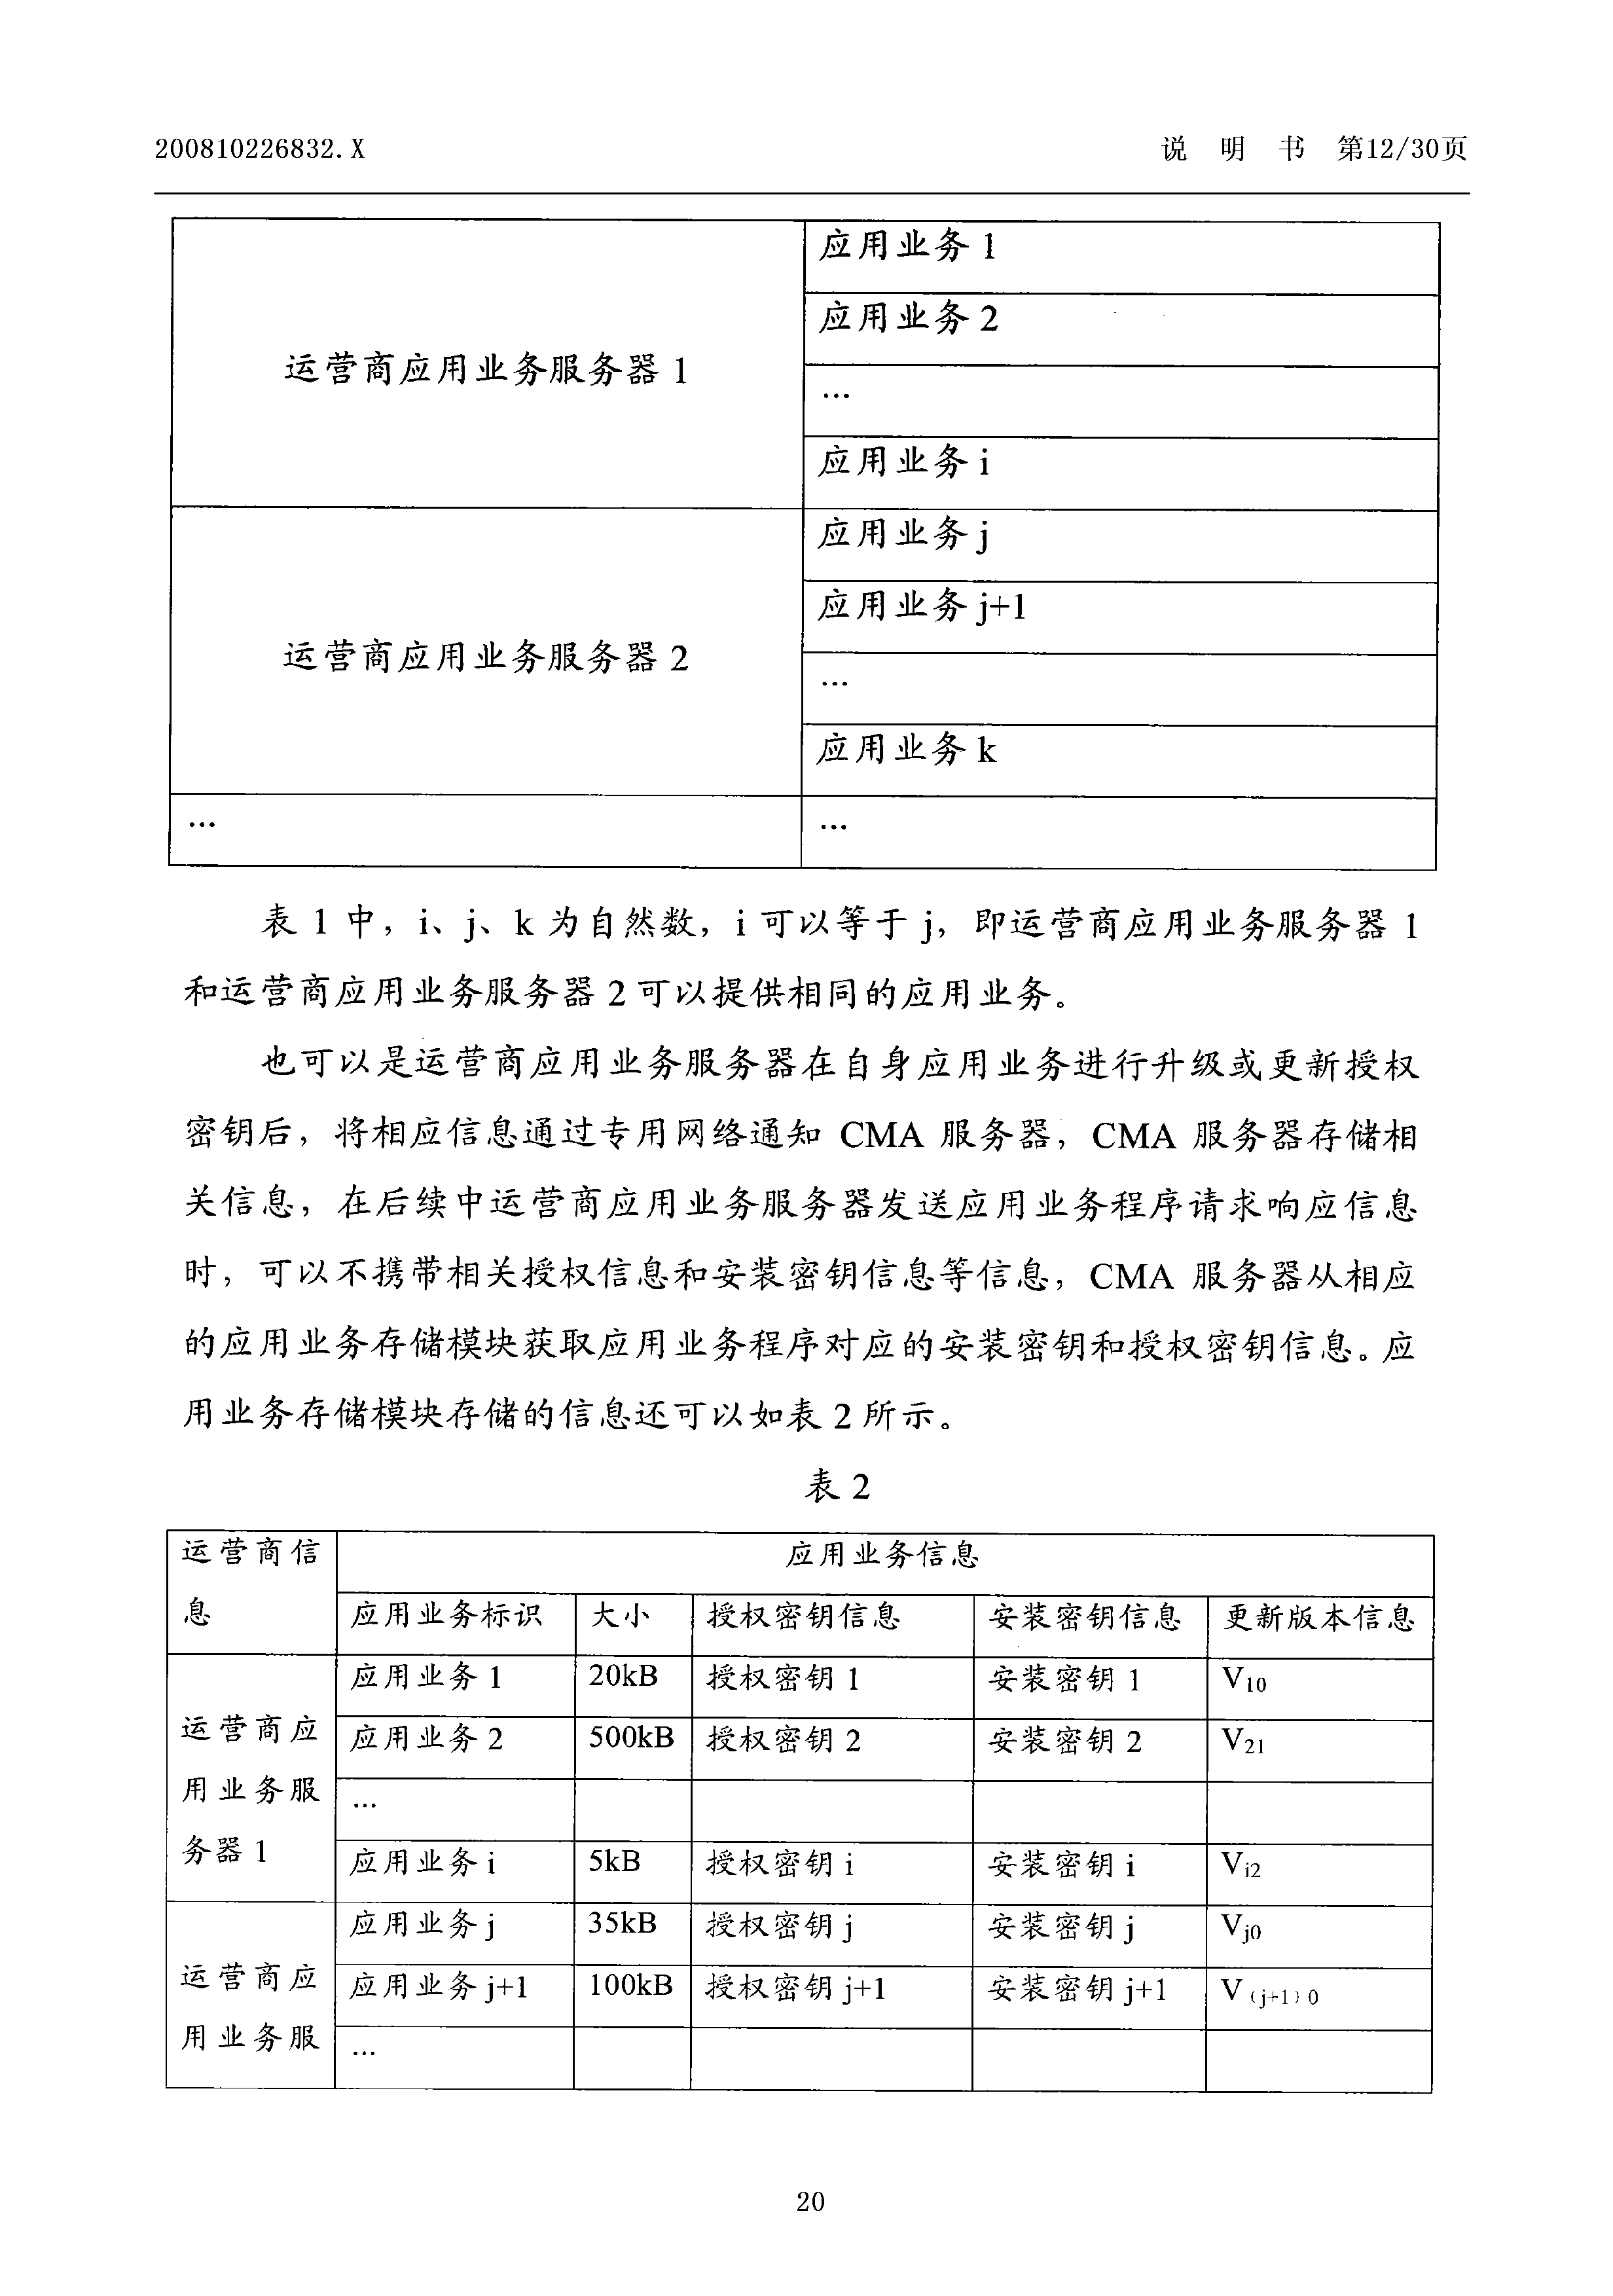 200810226832.X 说 明 书 第12/30页
应用业务 1
应用业务 2
运营商应用业务服务器 1
…
应用业务 i
应用业务 j
应用业务 j+1
运营商应用业务服务器 2
…
应用业务 k
… …
表 1 中，i、j、k 为自然数，i 可以等于 j，即运营商应用业务服务器 1
和运营商应用业务服务器 2 可以提供相同的应用业务。
也可以是运营商应用业务服务器在自身应用业务进行升级或更新授权
密钥后，将相应信息通过专用网络通知 CMA 服务器，CMA 服务器存储相
关信息，在后续中运营商应用业务服务器发送应用业务程序请求响应信息
时，可以不携带相关授权信息和安装密钥信息等信息，CMA 服务器从相应
的应用业务存储模块获取应用业务程序对应的安装密钥和授权密钥信息。应
用业务存储模块存储的信息还可以如表 2 所示。
表 2
运营商信 应用业务信息
息 应用业务标识 大小 授权密钥信息 安装密钥信息 更新版本信息
应用业务 1 20kB 授权密钥 1 安装密钥 1 V10
运营商应 应用业务 2 500kB 授权密钥 2 安装密钥 2 V21
用业务服 …
务器 1 应用业务 i 5kB 授权密钥 i 安装密钥 i Vi2
应用业务 j 35kB 授权密钥 j 安装密钥 j Vj0
运营商应 应用业务 j+1 100kB 授权密钥 j+1 安装密钥 j+1 V（j+1）0
用业务服 …
20